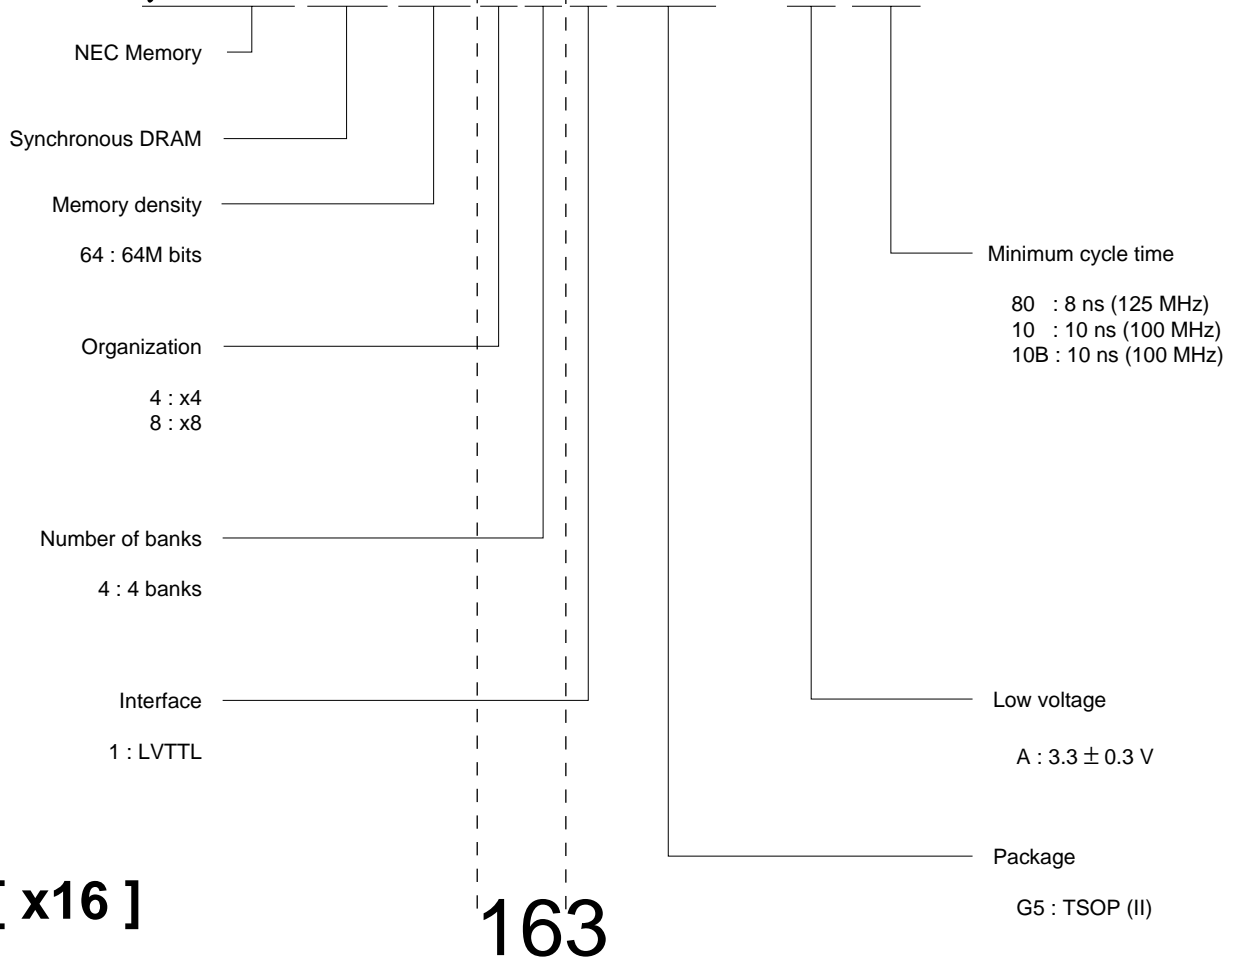 NEC Memory
Synchronous DRAM
Memory density
64 : 64M bits
Organization
4 : x4
8 : x8
Number of banks
4 : 4 banks
Interface
1 : LVTTL
Minimum cycle time
80 : 8 ns (125 MHz)
10 : 10 ns (100 MHz)
10B : 10 ns (100 MHz)
Low voltage
A : 3.3 ± 0.3 V
Package
G5 : TSOP (II)
[ x16 ]
163